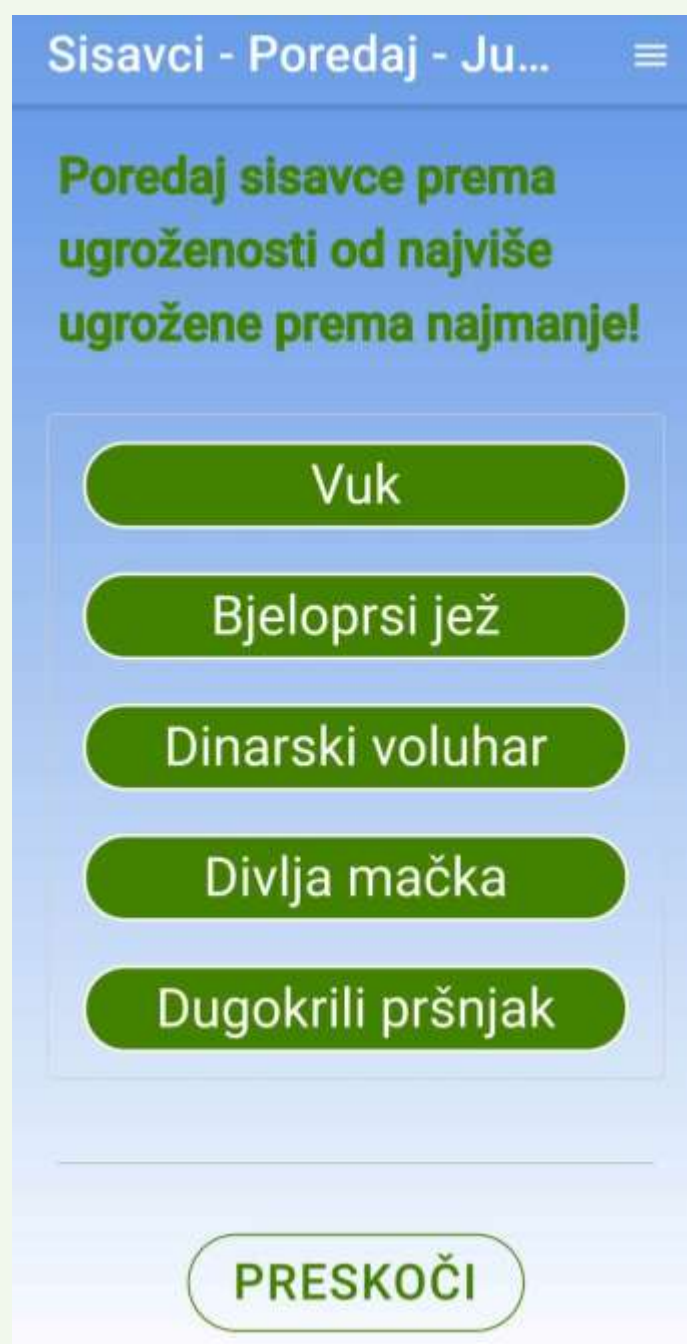 Sisavci - Poredaj - Ju...
Poredaj sisavce prema
ugroženosti od najviše
ugrožene prema najmanje!
Vuk
Bjeloprsi jež
Dinarski voluhar
Divlja mačka
Dugokrili pršnjak
PRESKOČI